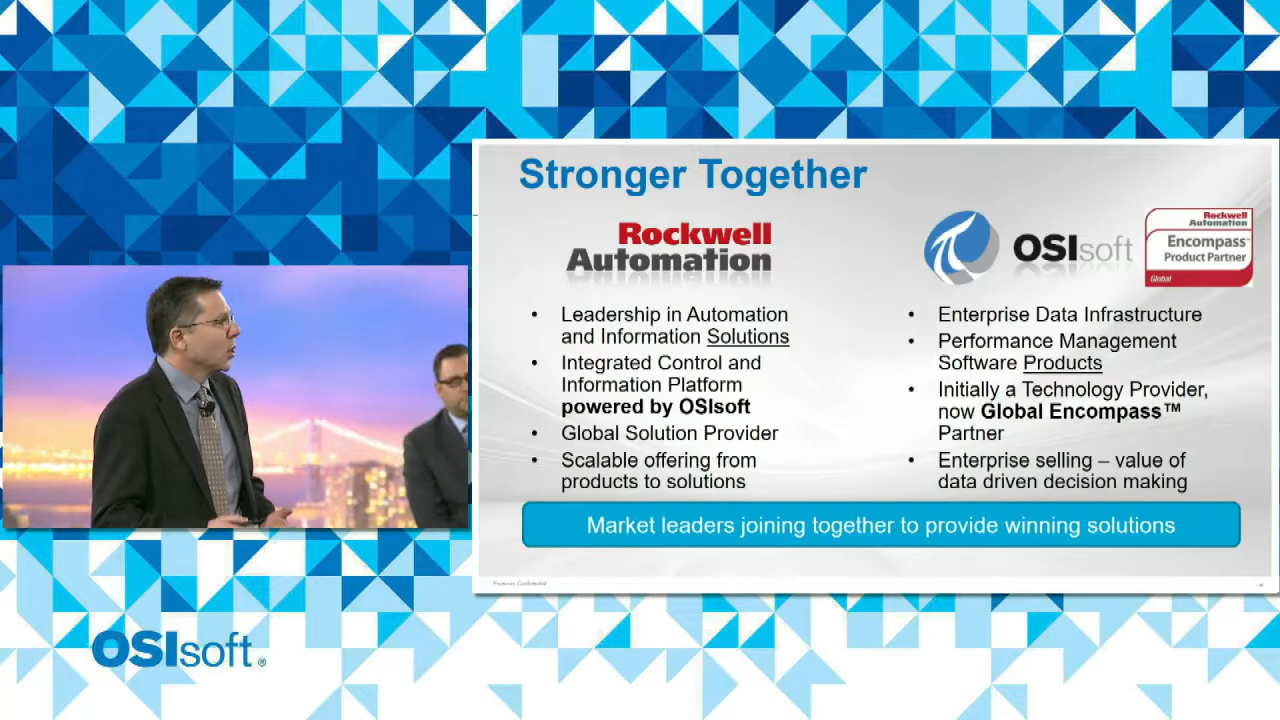 Stronger Together
Rockwell
Automation
• Leadership in Automation
and Information Solutions
• Integrated Control and
Information Platform
powered by OSIsoft
• Global Solution Provider
• Scalable offering from
products to solutions
OSIsoft
Rockwell
Automation
Encompass™
Product Partner
Global
• Enterprise Data Infrastructure
• Performance Management
Software Products
• Initially a Technology Provider,
now Global Encompass™
Partner
• Enterprise selling – value of
data driven decision making
Market leaders joining together to provide winning solutions
OSIsoft®